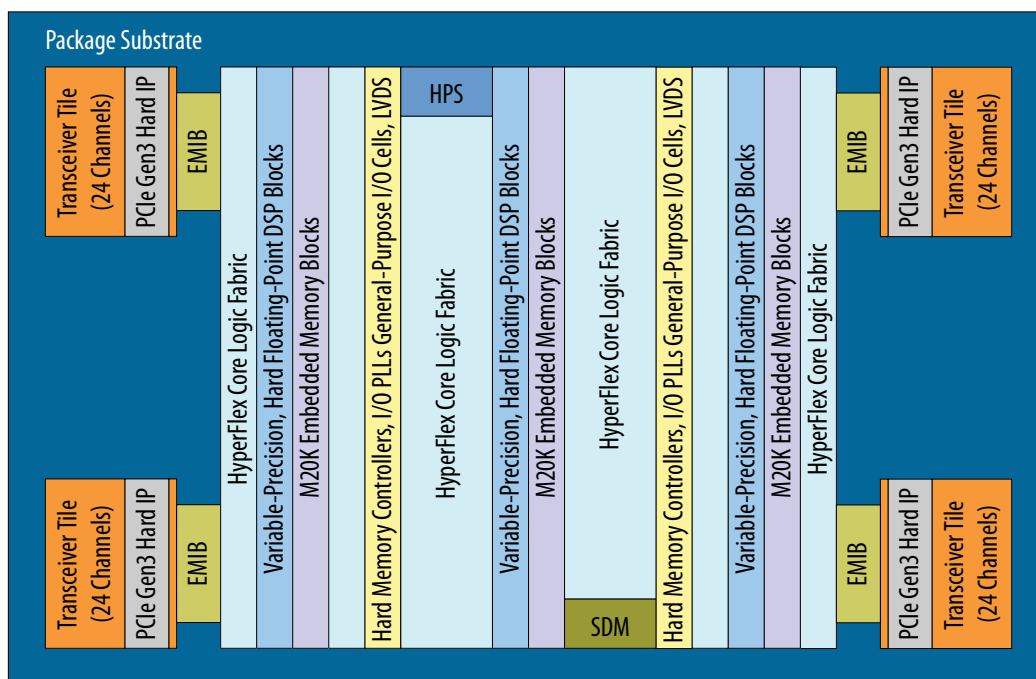 Package Substrate
Transceiver Tile
(24 Channels)
PCIe Gen3 Hard IP
EMIB
Transceiver Tile
(24 Channels)
PCIe Gen3 Hard IP
EMIB
HyperFlex Core Logic Fabric
Variable-Precision, Hard Floating-Point DSP Blocks
M20K Embedded Memory Blocks
Hard Memory Controllers, I/O PLLs General-Purpose I/O Cells, LVDS
HPS
HyperFlex Core Logic Fabric
Variable-Precision, Hard Floating-Point DSP Blocks
M20K Embedded Memory Blocks
HyperFlex Core Logic Fabric
SDM
Hard Memory Controllers, I/O PLLs General-Purpose I/O Cells, LVDS
Variable-Precision, Hard Floating-Point DSP Blocks
M20K Embedded Memory Blocks
HyperFlex Core Logic Fabric
EMIB
PCIe Gen3 Hard IP
Transceiver Tile
(24 Channels)
EMIB
PCIe Gen3 Hard IP
Transceiver Tile
(24 Channels)